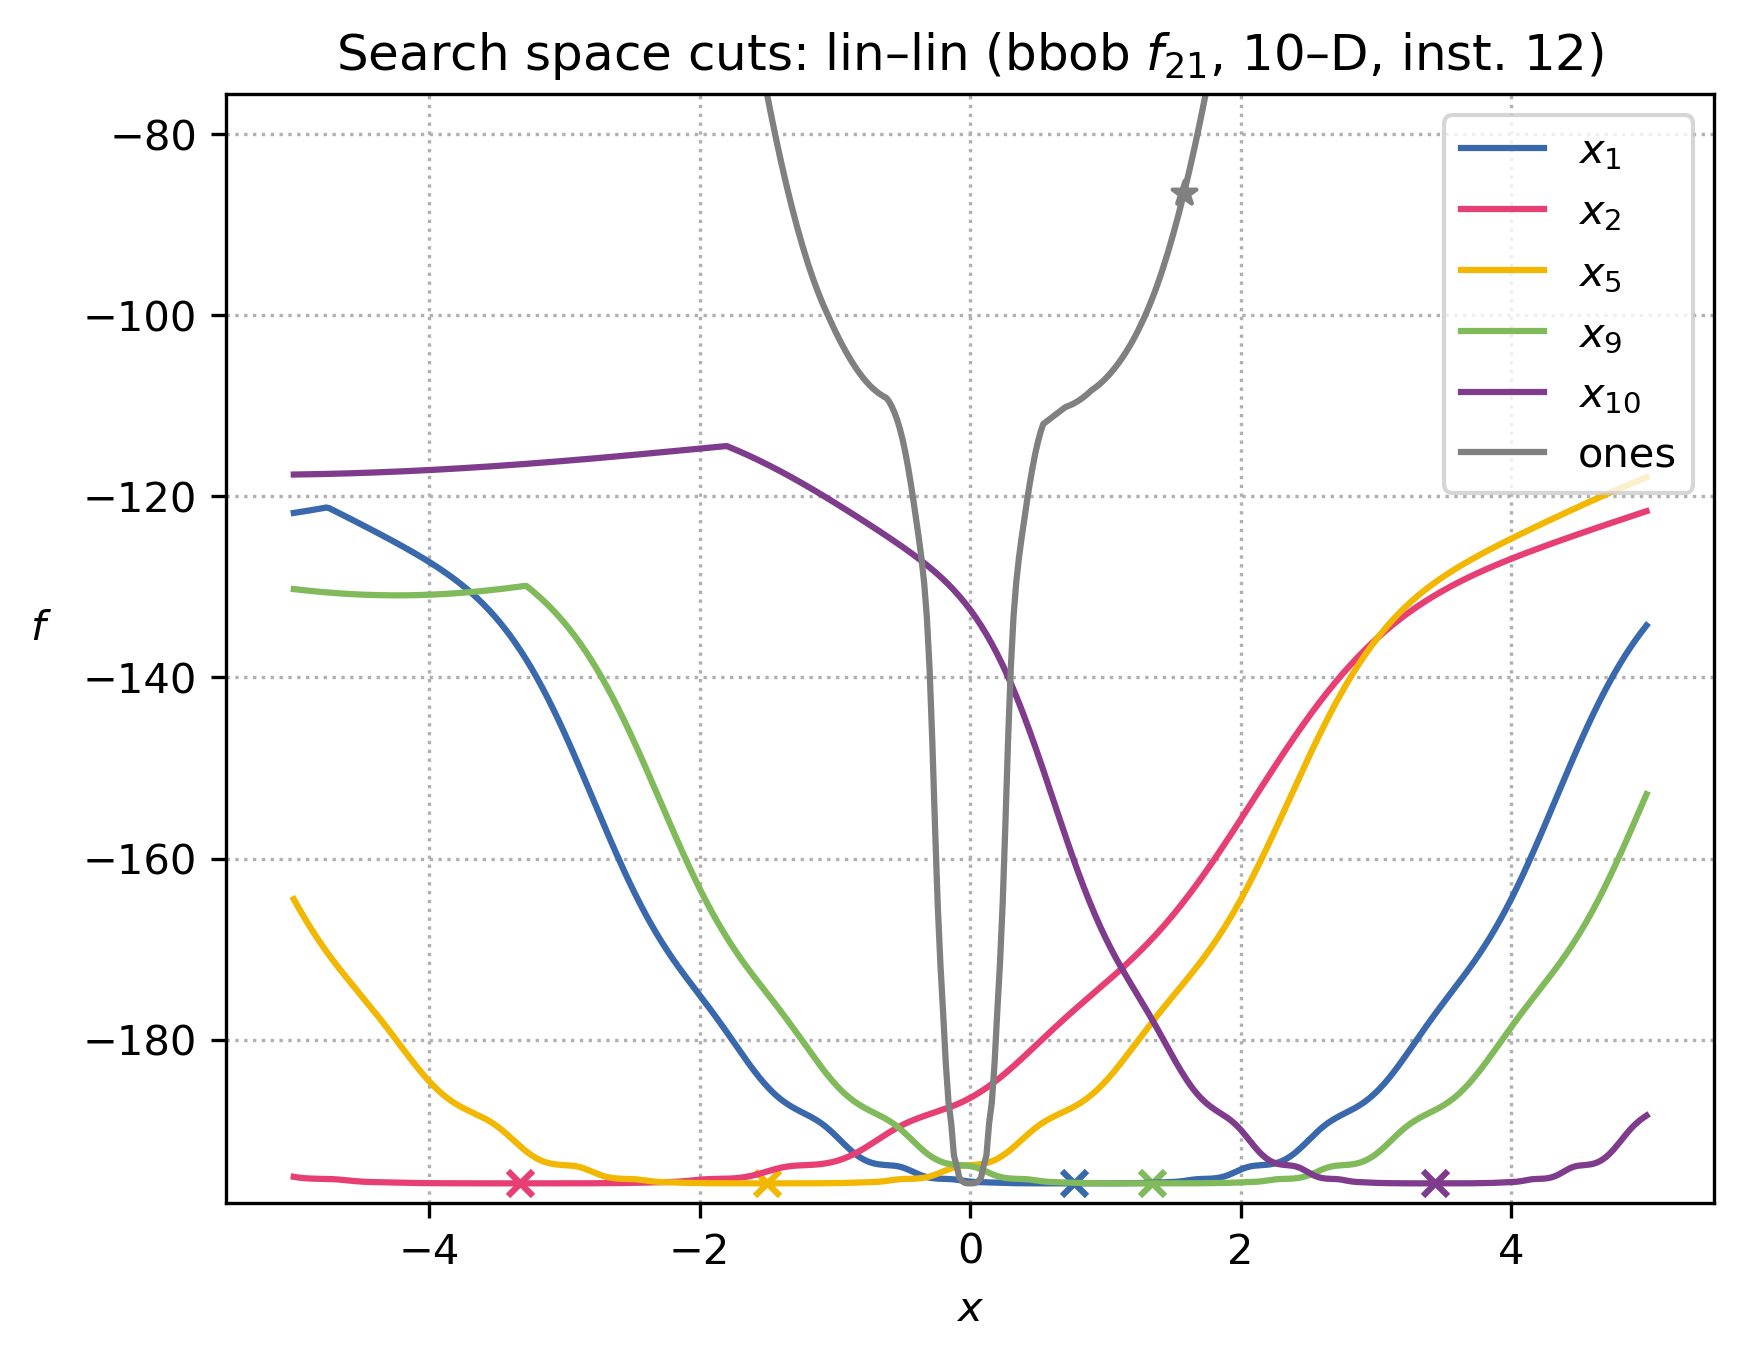 Search space cuts: lin–lin (bbob f21, 10–D, inst. 12)
−80
−100
−120
−140
−160
−180
f
−4
−2
0
2
4
x
x1
x2
x5
x9
x10
ones